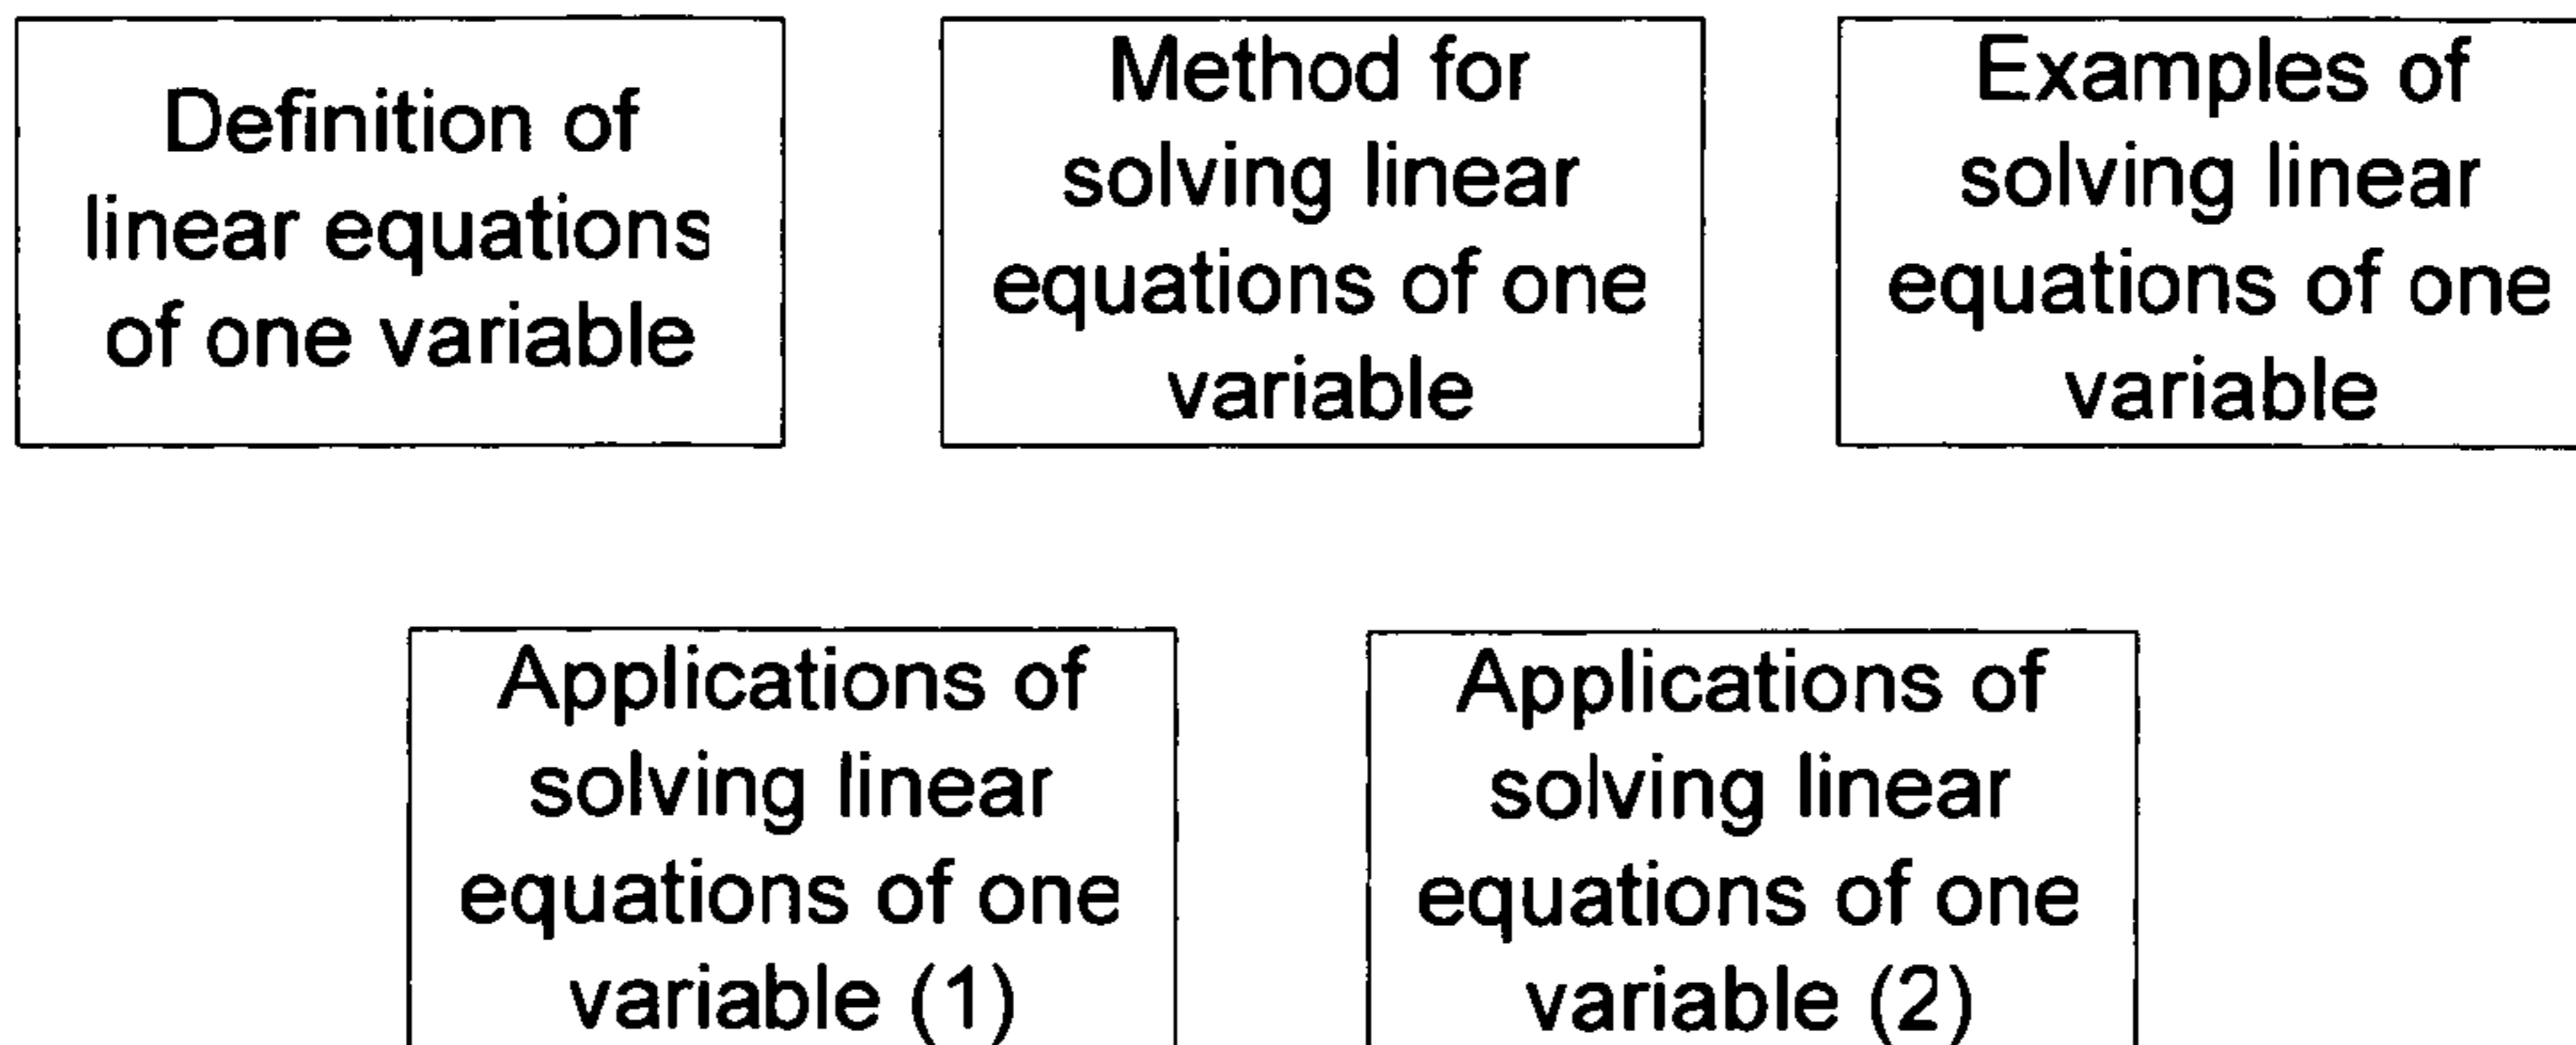 Definition of
linear equations
of one variable
Method for
solving linear
equations of one
variable
Examples of
solving linear
equations of one
variable
Applications of
solving linear
equations of one
variable (1)
Applications of
solving linear
equations of one
variable (2)